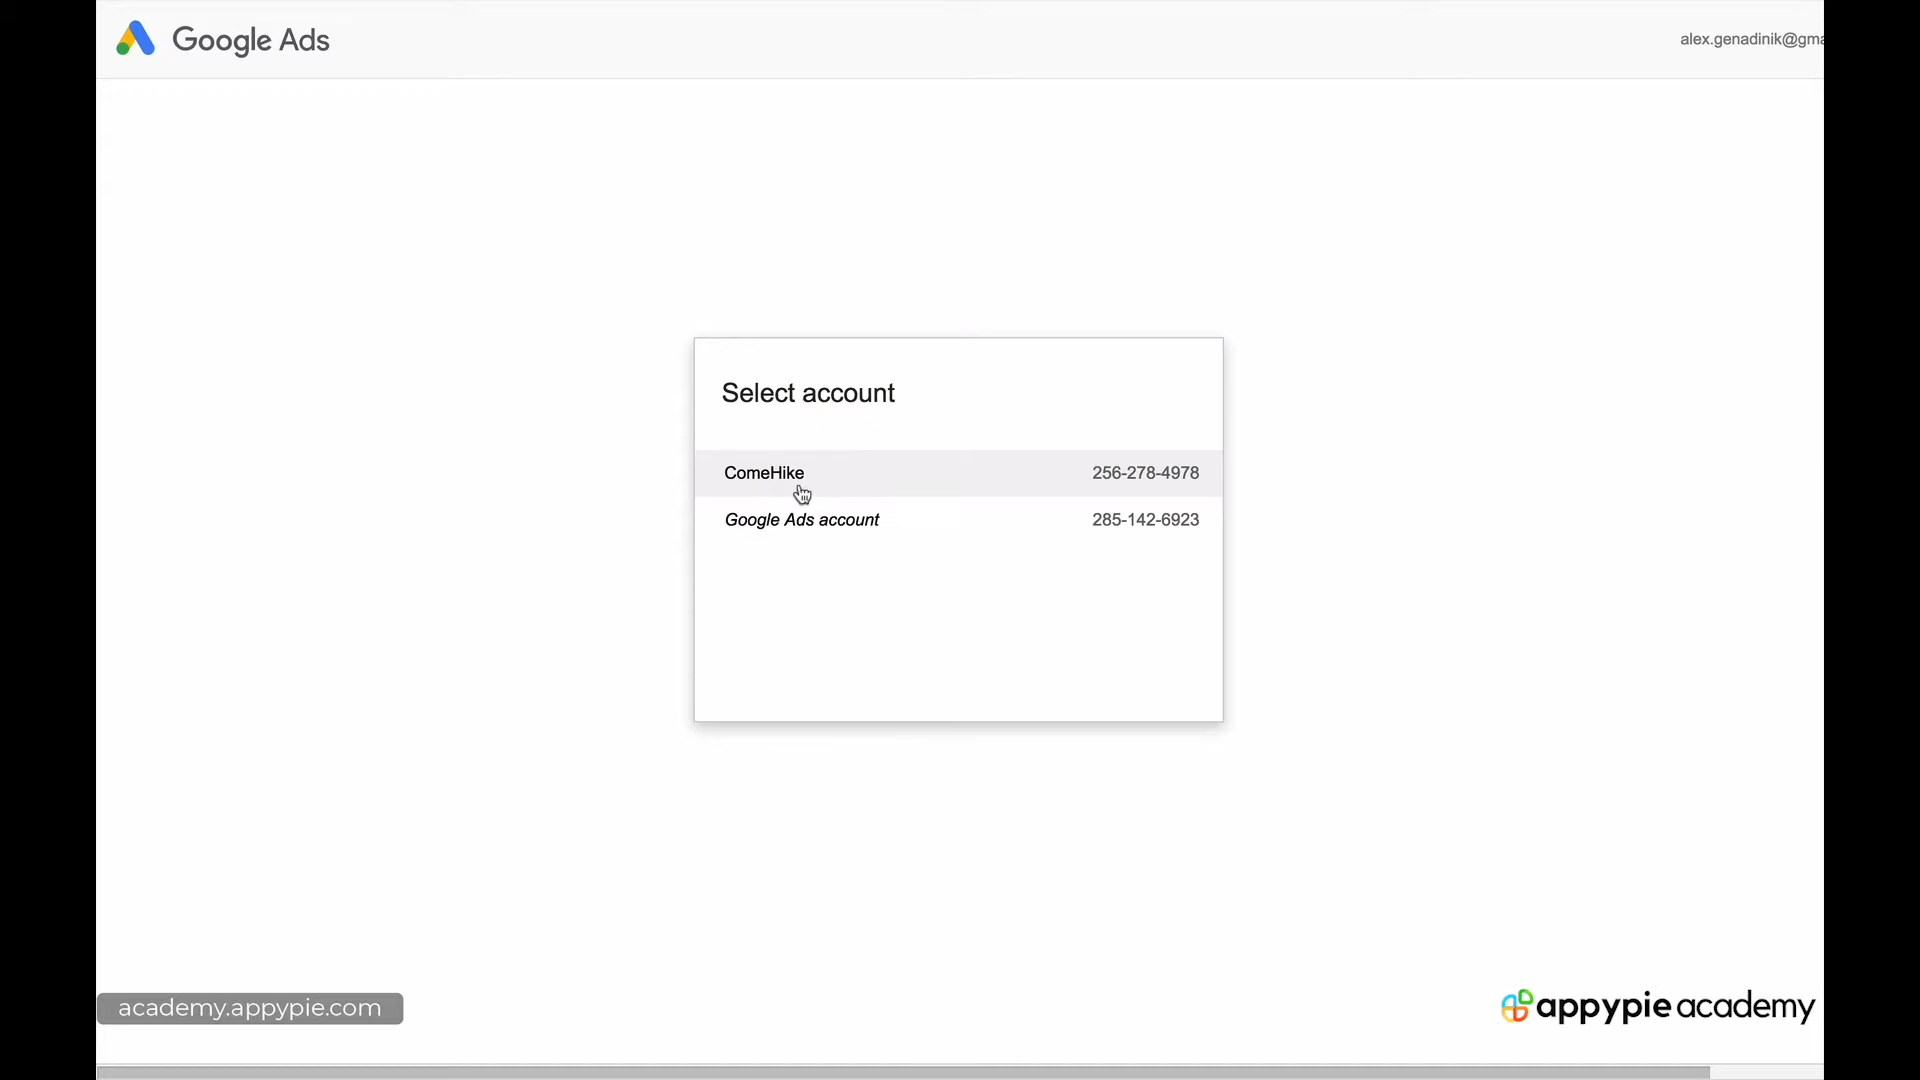 Google Ads
alex.genadinik@gma
Select account
ComeHike 256-278-4978
Google Ads account 285-142-6923
academy.appypie.com
appypie academy